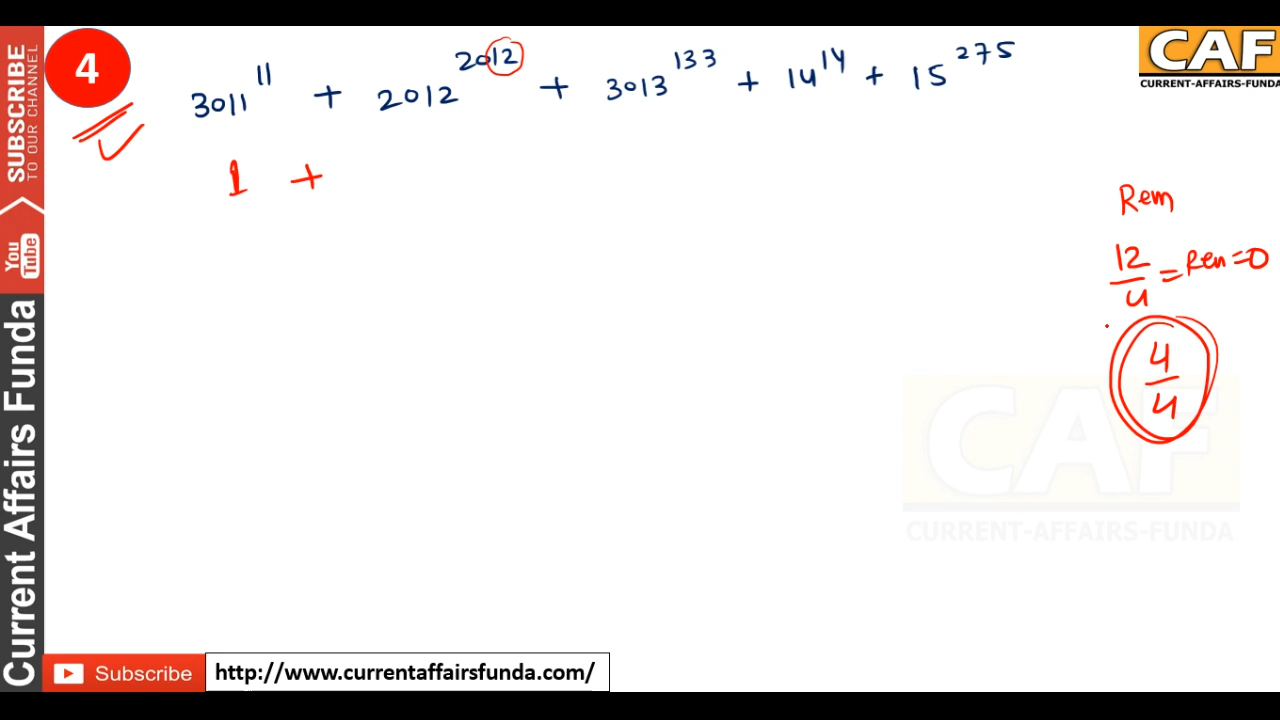 4
3011^11 + 2012^2012 + 3013^133 + 14^14 + 15^275
1 +
Rem
12/4 = Rem=0
4/4
CAF
CURRENT-AFFAIRS-FUNDA
CAF
CURRENT-AFFAIRS-FUNDA
SUBSCRIBE
TO OUR CHANNEL
You
Tube
Current Affairs Funda
Subscribe
http://www.currentaffairsfunda.com/